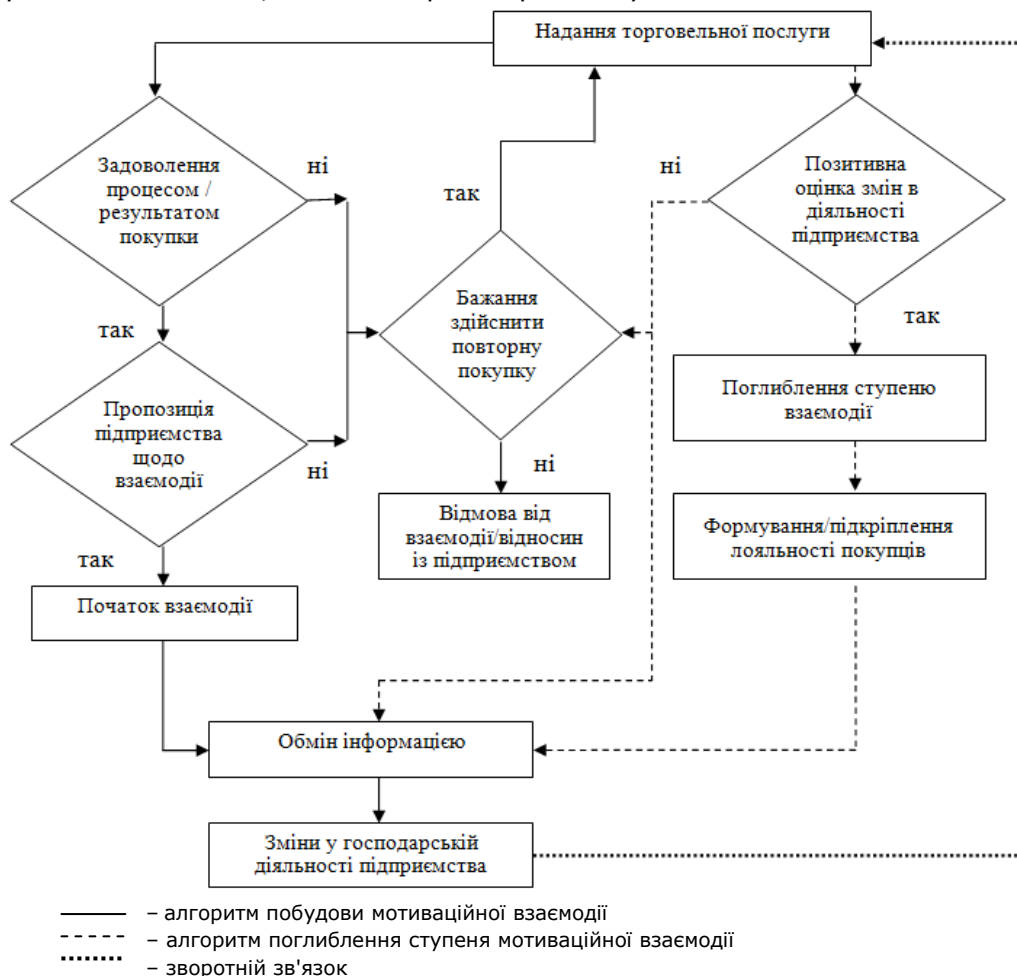 Надання торговельної послуги
Задоволення
процесом /
результатом
покупки
ні
так
Пропозиція
підприємства
щодо
взаємодії
ні
так
Початок взаємодії
так
Бажання
здійснити
повторну
покупку
ні
Відмова від
взаємодії/відносин
із підприємством
ні
Позитивна
оцінка змін в
діяльності
підприємства
так
Поглиблення ступеню
взаємодії
Формування/підкріплення
лояльності покупців
Обмін інформацією
Зміни у господарській
діяльності підприємства
– алгоритм побудови мотиваційної взаємодії
– алгоритм поглиблення ступеня мотиваційної взаємодії
– зворотній зв'язок